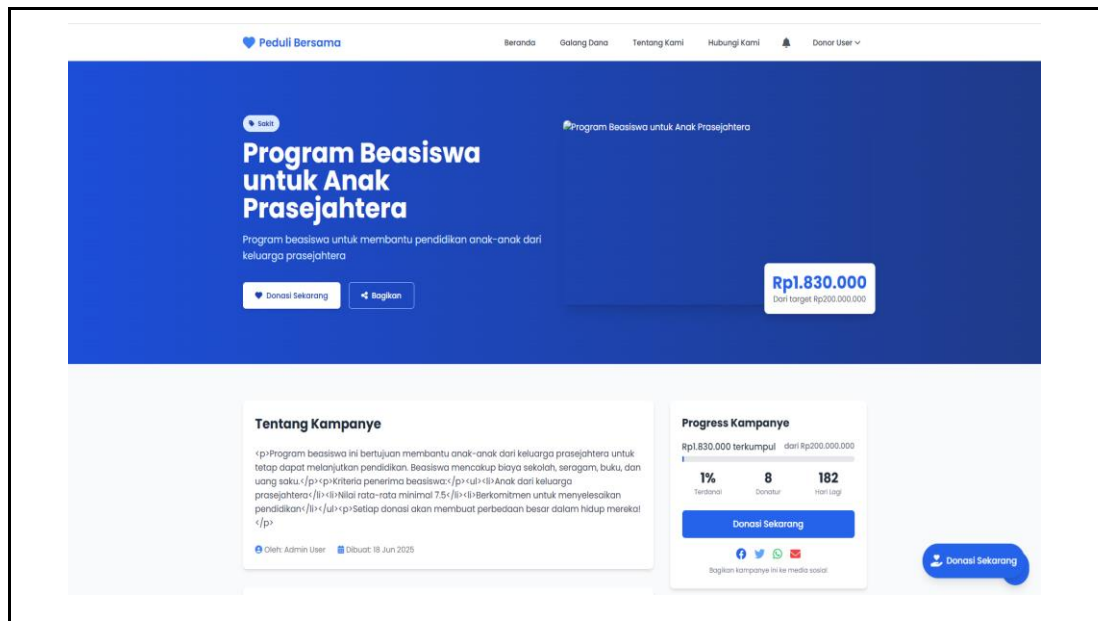 Peduli Bersama
Beranda Galang Dana Tentang Kami Hubungi Kami Donor User
Sakit
Program Beasiswa
untuk Anak
Prasejahtera
Program beasiswa untuk membantu pendidikan anak-anak dari
keluarga prasejahtera
Donasi Sekarang Bagikan
Program Beasiswa untuk Anak Prasejahtera
Rp1.830.000
Dari target Rp200.000.000
Tentang Kampanye
<p>Program beasiswa ini bertujuan membantu anak-anak dari keluarga prasejahtera untuk
tetap dapat melanjutkan pendidikan. Beasiswa mencakup biaya sekolah, seragam, buku, dan
uang saku.</p><p>Kriteria penerima beasiswa:</p><ul><li>Anak dari keluarga
prasejahtera</li><li>Nilai rata-rata minimal 7.5</li><li>Berkomitmen untuk menyelesaikan
pendidikan</li></ul><p>Setiap donasi akan membuat perbedaan besar dalam hidup mereka!
</p>
Oleh: Admin User Dibuat: 18 Jun 2025
Progress Kampanye
Rp1.830.000 terkumpul dari Rp200.000.000
1% 8 182
Terdanai Donatur Hari Lagi
Donasi Sekarang
Bagikan kampanye ini ke media sosial
Donasi Sekarang